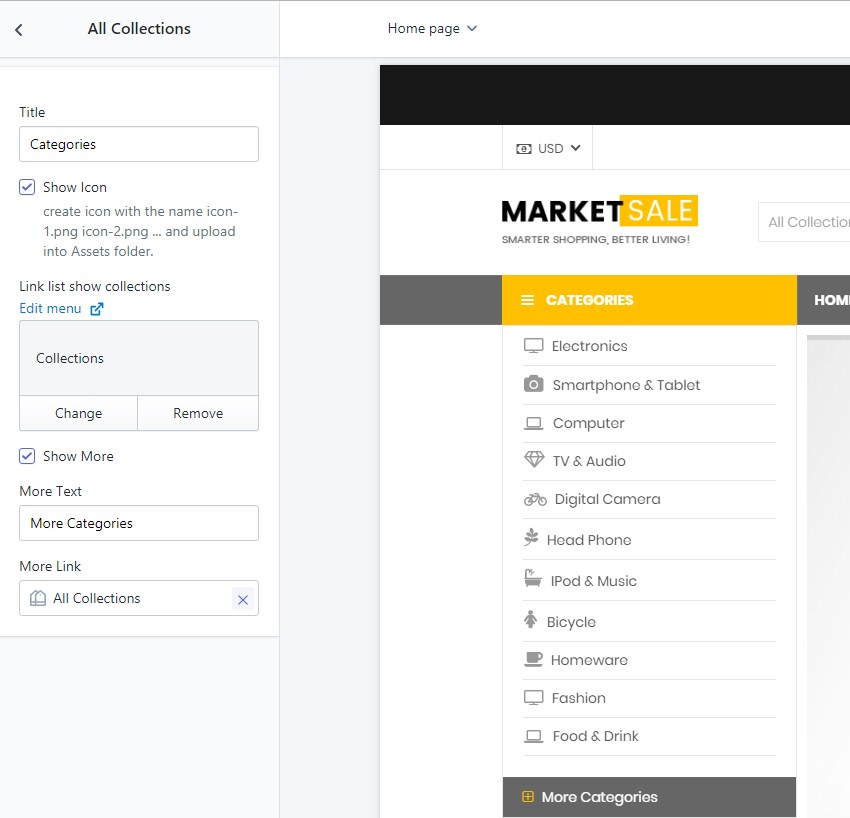 All Collections
Home page
Title
Categories
Show Icon
create icon with the name icon-
1.png icon-2.png ... and upload
into Assets folder.
Link list show collections
Edit menu
Collections
Change Remove
Show More
More Text
More Categories
More Link
All Collections
USD
MARKETSALE
SMARTER SHOPPING, BETTER LIVING!
CATEGORIES
Electronics
Smartphone & Tablet
Computer
TV & Audio
Digital Camera
Head Phone
IPod & Music
Bicycle
Homeware
Fashion
Food & Drink
More Categories